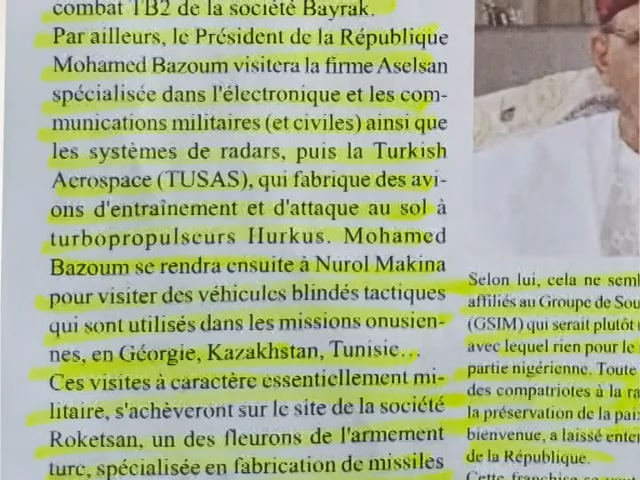 combat TB2 de la société Bayrak.
Par ailleurs, le Président de la République
Mohamed Bazoum visitera la firme Aselsan
spécialisée dans l'électronique et les com-
munications militaires (et civiles) ainsi que
les systèmes de radars, puis la Turkish
Aerospace (TUSAS), qui fabrique des avi-
ons d'entraînement et d'attaque au sol à
turbopropulseurs Hurkus. Mohamed
Bazoum se rendra ensuite à Nurol Makina
pour visiter des véhicules blindés tactiques
qui sont utilisés dans les missions onusien-
nes, en Géorgie, Kazakhstan, Tunisie...
Ces visites à caractère essentiellement mi-
litaire, s'achèveront sur le site de la société
Roketsan, un des fleurons de l'armement
turc, spécialisée en fabrication de missiles
Selon lui, cela ne
affiliés au Groupe de
(GSIM) qui serait plutôt
avec lequel rien pour le
partie nigérienne. Toute
des compatriotes à la
la préservation de la
bienvenue, a laissé
de la République.